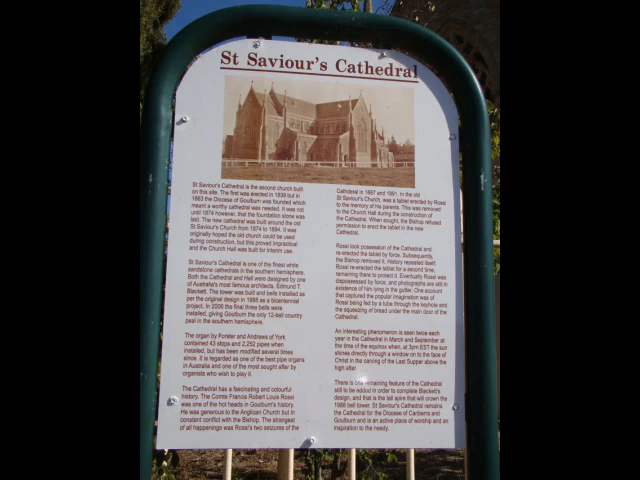 St Saviour's Cathedral
St Saviour's Cathedral is the second church built
on this site. The first was erected in 1839 but in
1863 the Diocese of Goulburn was founded which
meant a worthy cathedral was needed. It was not
until 1874 however, that the foundation stone was
laid. The new cathedral was built around the old
St Saviour's Church from 1874 to 1884. It was
originally hoped the old church could be used
during construction, but this proved impractical
and the Church Hall was built for interim use.
St Saviour's Cathedral is one of the finest white
sandstone cathedrals in the southern hemisphere.
Both the Cathedral and Hall were designed by one
of Australia's most famous architects, Edmund T.
Blackett. The tower was built and bells installed as
per the original design in 1988 as a bicentennial
project. In 2006 the final three bells were
installed, giving Goulburn the only 12-bell country
peal in the southern hemisphere.
The organ by Forster and Andrews of York
contained 43 stops and 2,252 pipes when
installed, but has been modified several times
since. It is regarded as one of the best pipe organs
in Australia and one of the most sought after by
organists who wish to play it.
The Cathedral has a fascinating and colourful
history. The Comte Francis Robert Louis Rossi
was one of the hot heads in Goulburn's history.
He was generous to the Anglican Church but in
constant conflict with the Bishop. The strangest
of all happenings was Rossi's two seizures of the
Cathderal in 1887 and 1891. In the old
St Saviour's Church, was a tablet erected by Rossi
to the memory of his parents. This was removed
to the Church Hall during the construction of
the Cathedral. When sought, the Bishop refused
permission to erect the tablet in the new
Cathedral.
Rossi took possession of the Cathedral and
re-erected the tablet by force. Subsequently,
the Bishop removed it. History repeated itself;
Rossi re-erected the tablet for a second time,
remaining there to protect it. Eventually Rossi was
dispossessed by force, and photographs are still in
existence of him lying in the gutter. One account
that captured the popular imagination was of
Rossi being fed by a tube through the keyhole and
the squeezing of bread under the main door of the
Cathedral.
An interesting phenomenon is seen twice each
year in the Cathedral in March and September at
the time of the equinox when, at 3pm EST the sun
shines directly through a window on to the face of
Christ in the carving of the Last Supper above the
high altar.
There is one remaining feature of the Cathedral
still to be added in order to complete Blackett's
design, and that is the tall spire that will crown the
1988 bell tower. St Saviour's Cathedral remains
the Cathedral for the Diocese of Canberra and
Goulburn and is an active place of worship and an
inspiration to the needy.